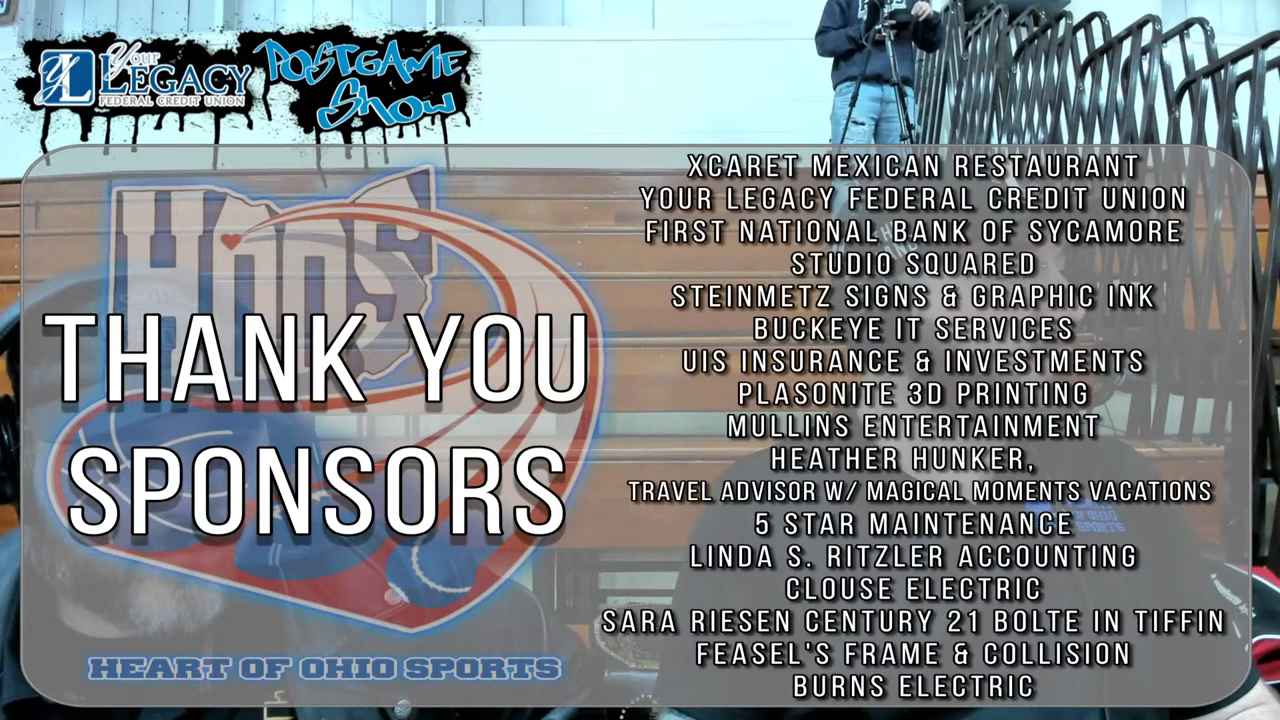 Your
LEGACY
FEDERAL CREDIT UNION
POSTGAME
SHOW
HOOS
THANK YOU
SPONSORS
HEART OF OHIO SPORTS
XCARET MEXICAN RESTAURANT
YOUR LEGACY FEDERAL CREDIT UNION
FIRST NATIONAL BANK OF SYCAMORE
STUDIO SQUARED
STEINMETZ SIGNS & GRAPHIC INK
BUCKEYE IT SERVICES
UIS INSURANCE & INVESTMENTS
PLASONITE 3D PRINTING
MULLINS ENTERTAINMENT
HEATHER HUNKER,
TRAVEL ADVISOR W/ MAGICAL MOMENTS VACATIONS
5 STAR MAINTENANCE
LINDA S. RITZLER ACCOUNTING
CLOUSE ELECTRIC
SARA RIESEN CENTURY 21 BOLTE IN TIFFIN
FEASEL'S FRAME & COLLISION
BURNS ELECTRIC
OF OHIO
SPORTS